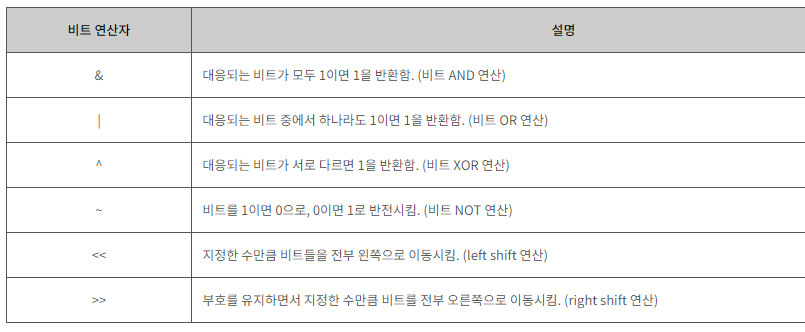 비트 연산자 설명
& 대응되는 비트가 모두 1이면 1을 반환함. (비트 AND 연산)
| 대응되는 비트 중에서 하나라도 1이면 1을 반환함. (비트 OR 연산)
^ 대응되는 비트가 서로 다르면 1을 반환함. (비트 XOR 연산)
~ 비트를 1이면 0으로, 0이면 1로 반전시킴. (비트 NOT 연산)
<< 지정한 수만큼 비트들을 전부 왼쪽으로 이동시킴. (left shift 연산)
>> 부호를 유지하면서 지정한 수만큼 비트를 전부 오른쪽으로 이동시킴. (right shift 연산)